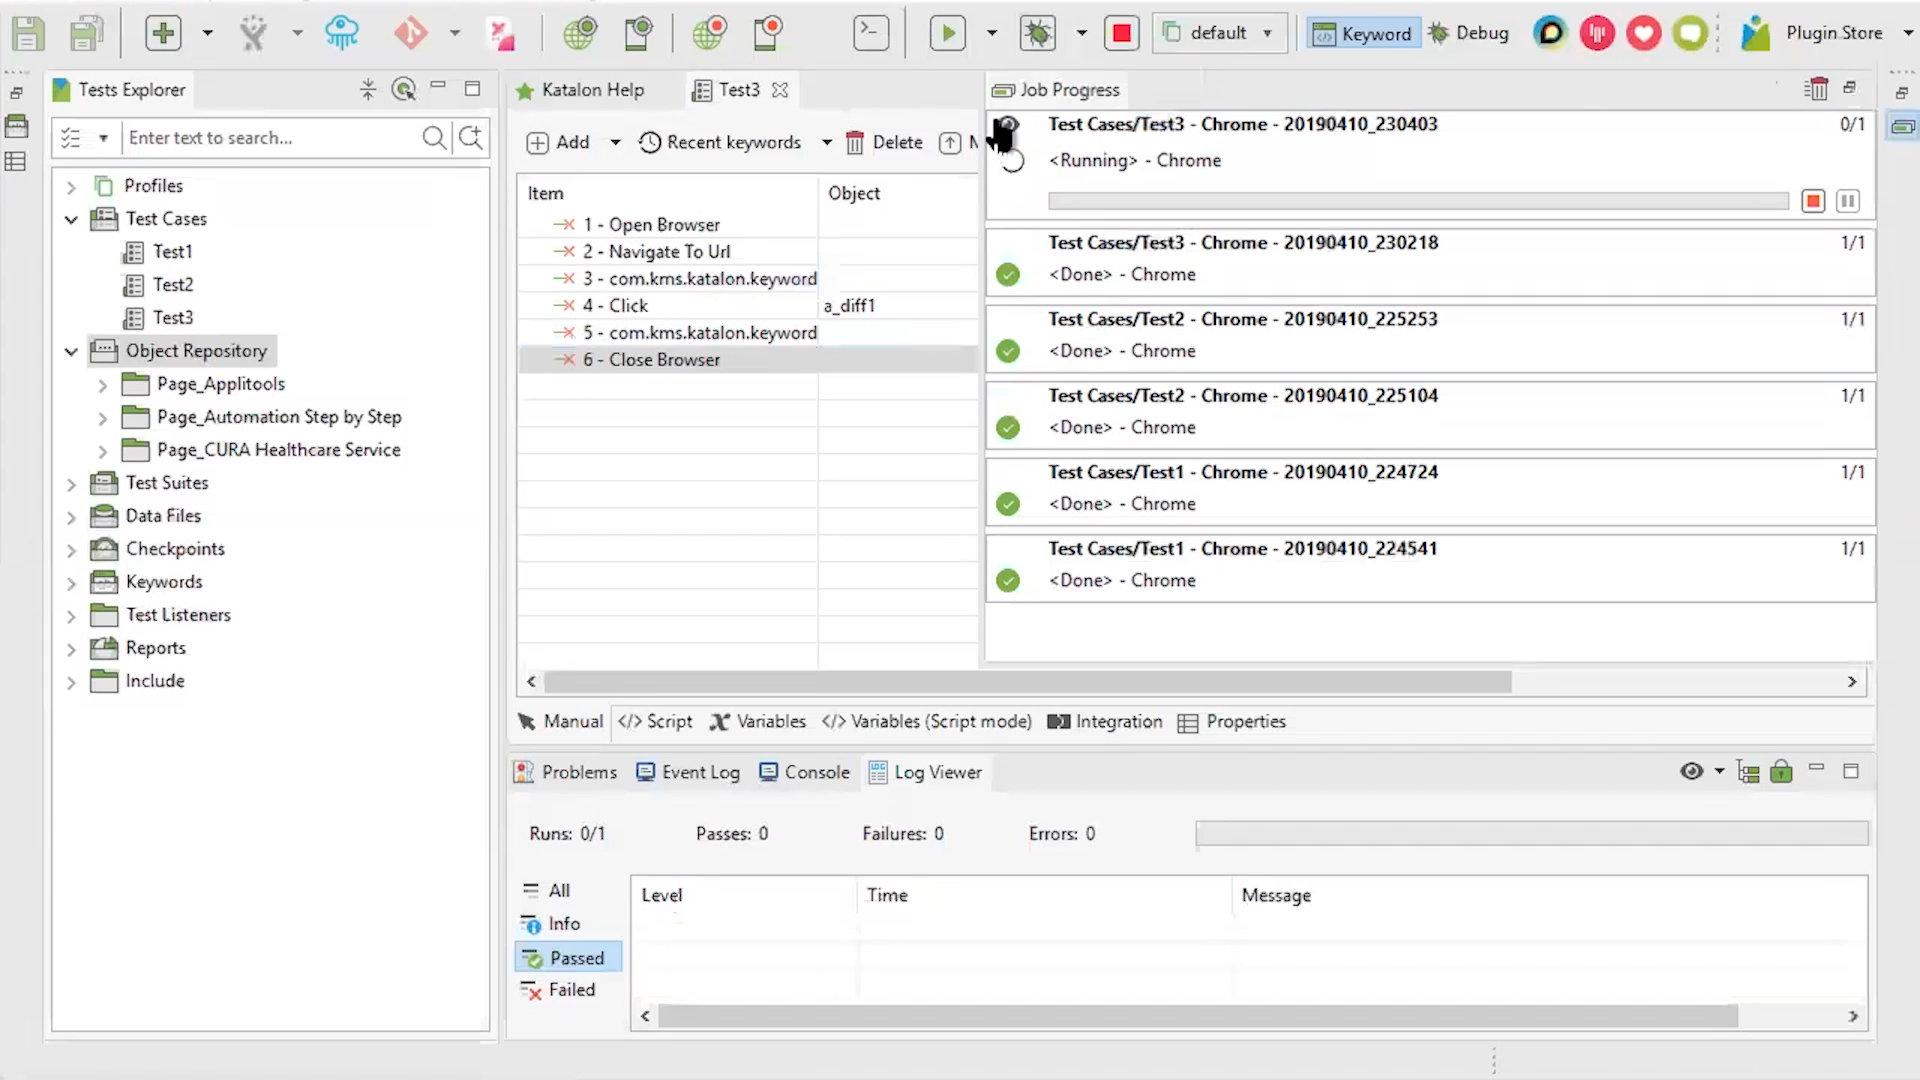 default
Keyword
Debug
Plugin Store
Tests Explorer
Enter text to search...
Profiles
Test Cases
Test1
Test2
Test3
Object Repository
Page_Applitools
Page_Automation Step by Step
Page_CURA Healthcare Service
Test Suites
Data Files
Checkpoints
Keywords
Test Listeners
Reports
Include
Katalon Help
Test3
Add
Recent keywords
Delete
M
Item
Object
1 - Open Browser
2 - Navigate To Url
3 - com.kms.katalon.keyword
4 - Click
a_diff1
5 - com.kms.katalon.keyword
6 - Close Browser
Job Progress
Test Cases/Test3 - Chrome - 20190410_230403
0/1
<Running> - Chrome
Test Cases/Test3 - Chrome - 20190410_230218
1/1
<Done> - Chrome
Test Cases/Test2 - Chrome - 20190410_225253
1/1
<Done> - Chrome
Test Cases/Test2 - Chrome - 20190410_225104
1/1
<Done> - Chrome
Test Cases/Test1 - Chrome - 20190410_224724
1/1
<Done> - Chrome
Test Cases/Test1 - Chrome - 20190410_224541
1/1
<Done> - Chrome
Manual
</> Script
Variables
</> Variables (Script mode)
Integration
Properties
Problems
Event Log
Console
Log Viewer
Runs: 0/1
Passes: 0
Failures: 0
Errors: 0
All
Info
Passed
Failed
Level
Time
Message